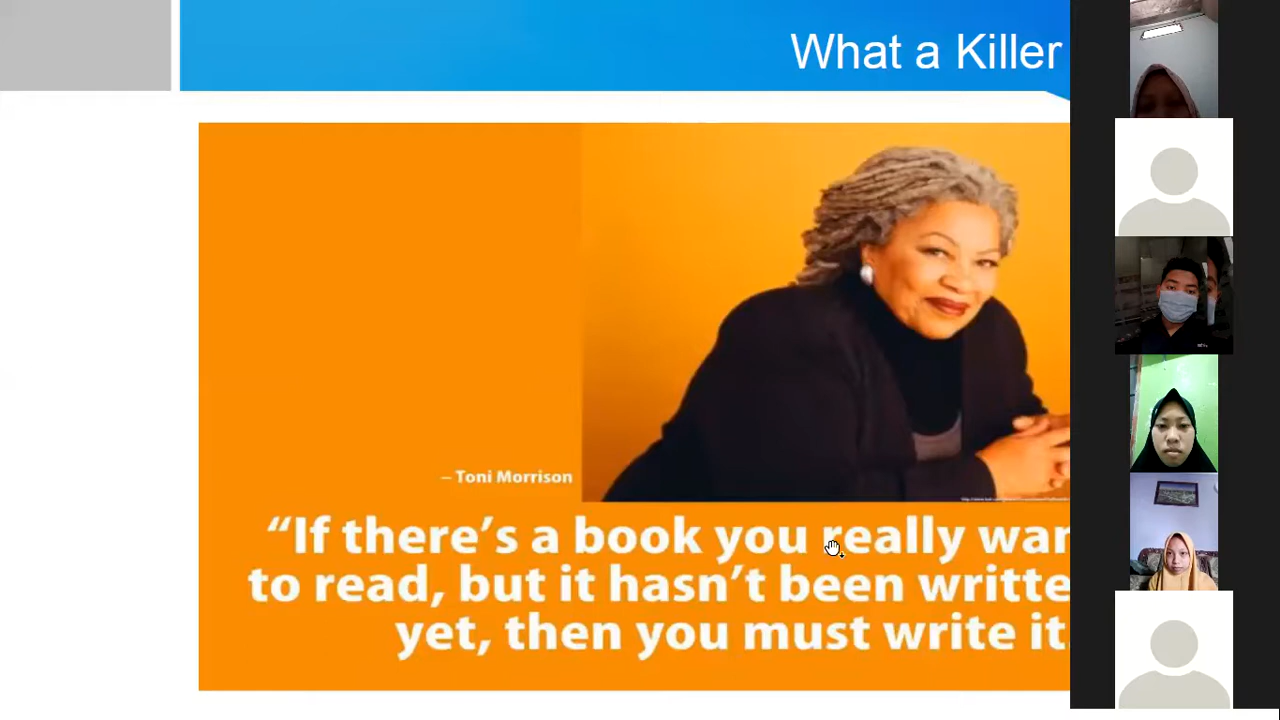 What a Killer
– Toni Morrison
“If there’s a book you really wan
to read, but it hasn’t been writte
yet, then you must write it.